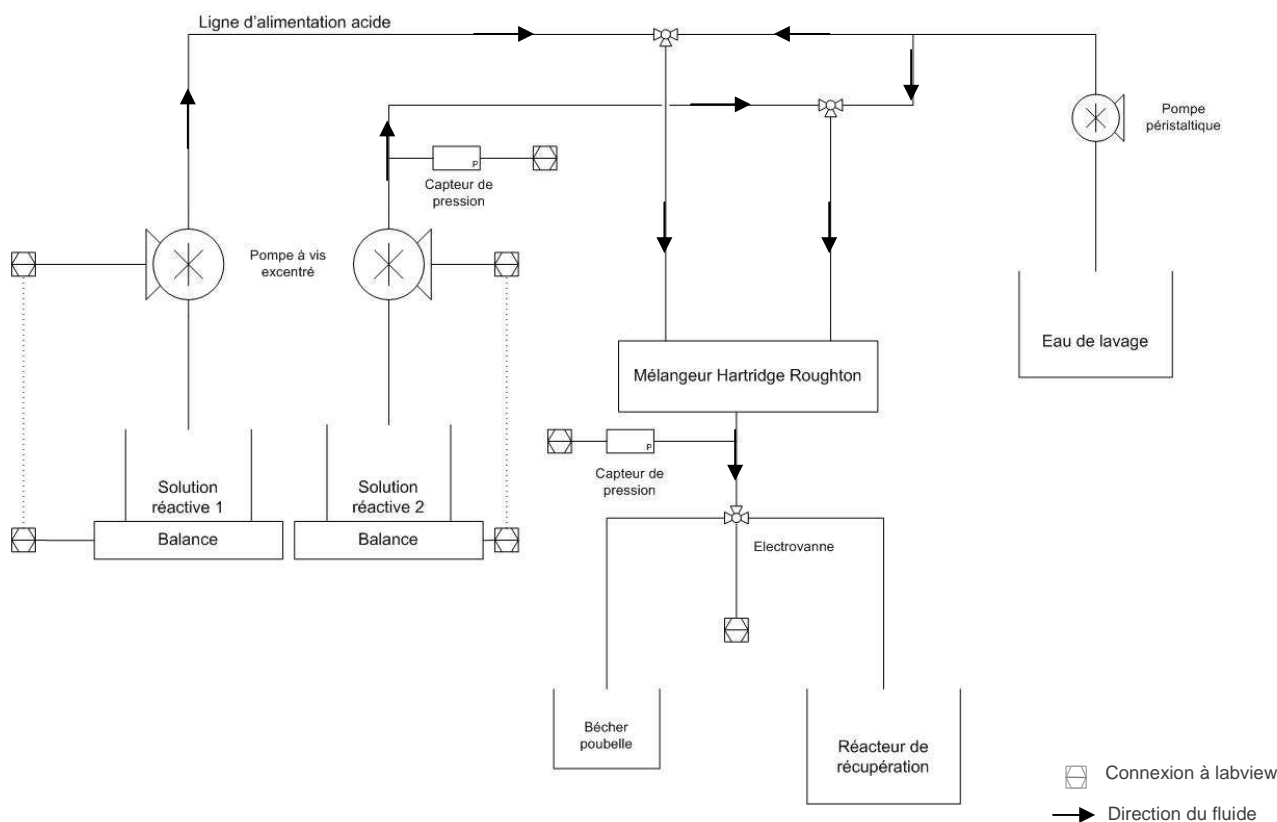 Ligne d'alimentation acide
Pompe
péristaltique
Capteur de
pression
P
Pompe à vis
excentré
Eau de lavage
Mélangeur Hartridge Roughton
P
Capteur de
pression
Solution
réactive 1
Solution
réactive 2
Balance
Balance
Electrovanne
Bécher
poubelle
Réacteur de
récupération
Connexion à labview
Direction du fluide